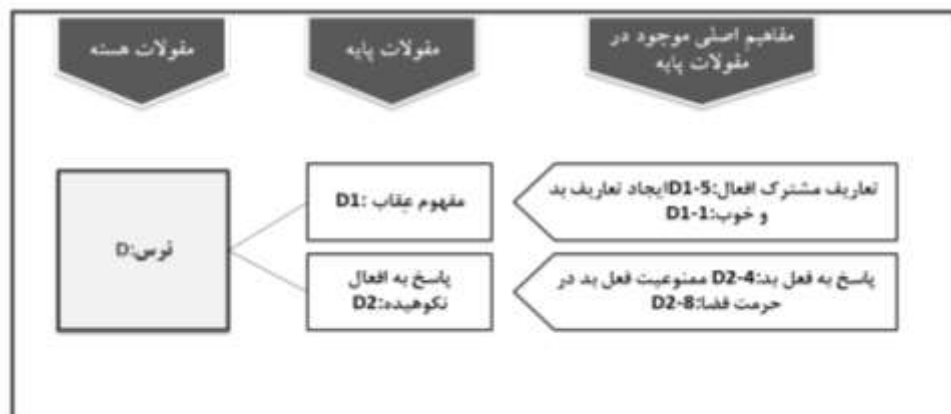 مفاهیم اصلی موجود در
مقولات پایه
مقولات پایه
مقولات هسته
تعاریف مشترک افعال:D1-5ایجاد تعاریف بد
و خوب:D1-1
مفهوم عِقاب :D1
ترس:D
پاسخ به فعل بد:D2-4 ممنوعیت فعل بد در
حرمت فضا:D2-8
پاسخ به افعال
نکوهیده:D2